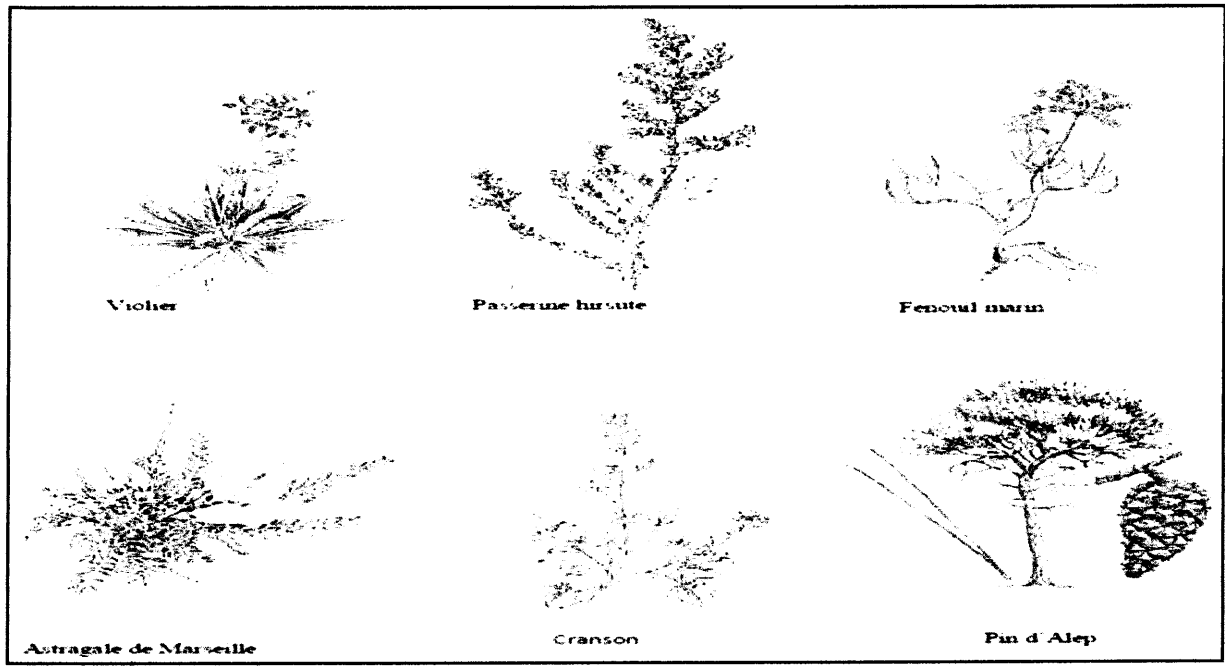 Violier
Passerine hirsute
Fenouil marin
Astragale de Marseille
Cranson
Pin d'Alep